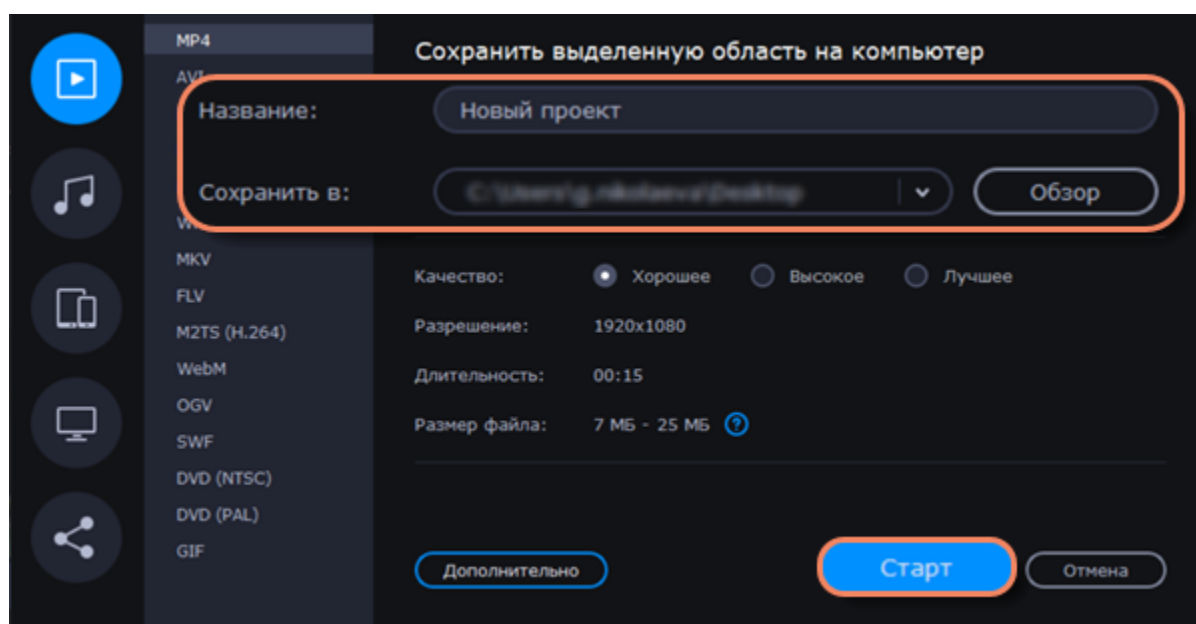 MP4
Сохранить выделенную область на компьютер
Название: Новый проект
Сохранить в: Обзор
MKV
FLV
M2TS (H.264)
WebM
OGV
SWF
DVD (NTSC)
DVD (PAL)
GIF
Качество: Хорошее Высокое Лучшее
Разрешение: 1920x1080
Длительность: 00:15
Размер файла: 7 МБ - 25 МБ ?
Дополнительно Старт Отмена